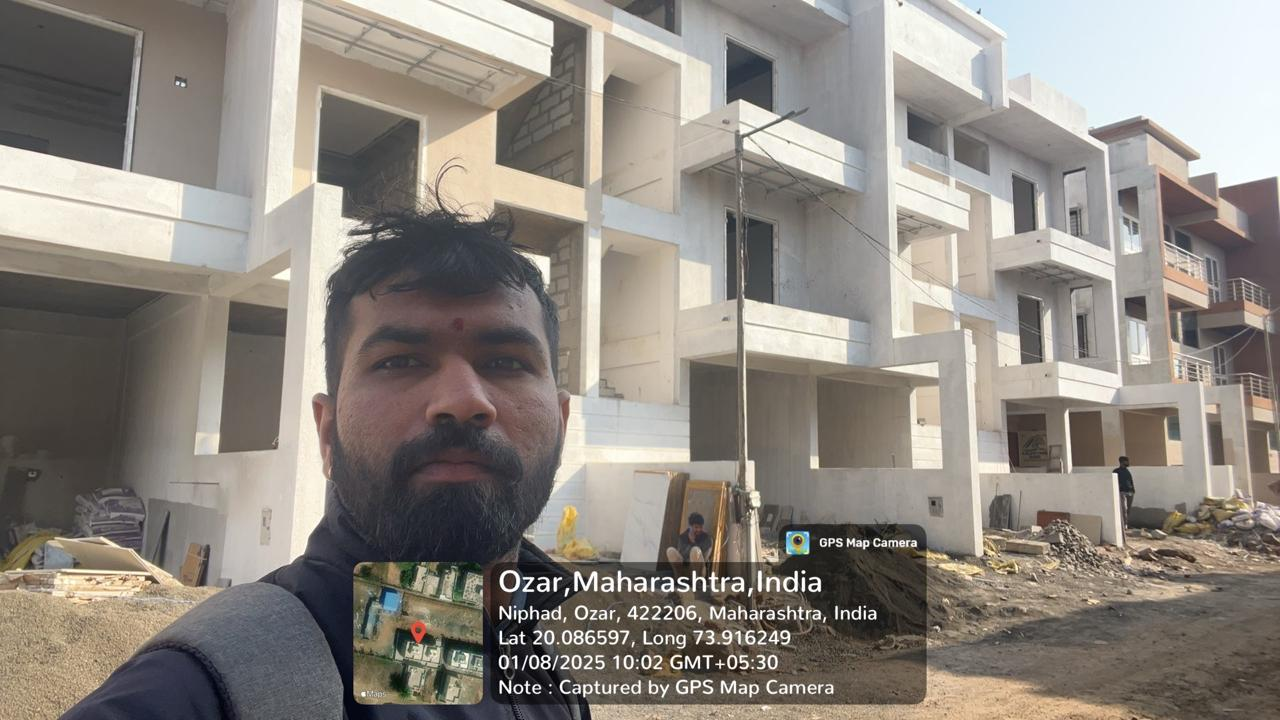 GPS Map Camera
Ozar,Maharashtra,India
Niphad, Ozar, 422206, Maharashtra, India
Lat 20.086597, Long 73.916249
01/08/2025 10:02 GMT+05:30
Note : Captured by GPS Map Camera
Maps